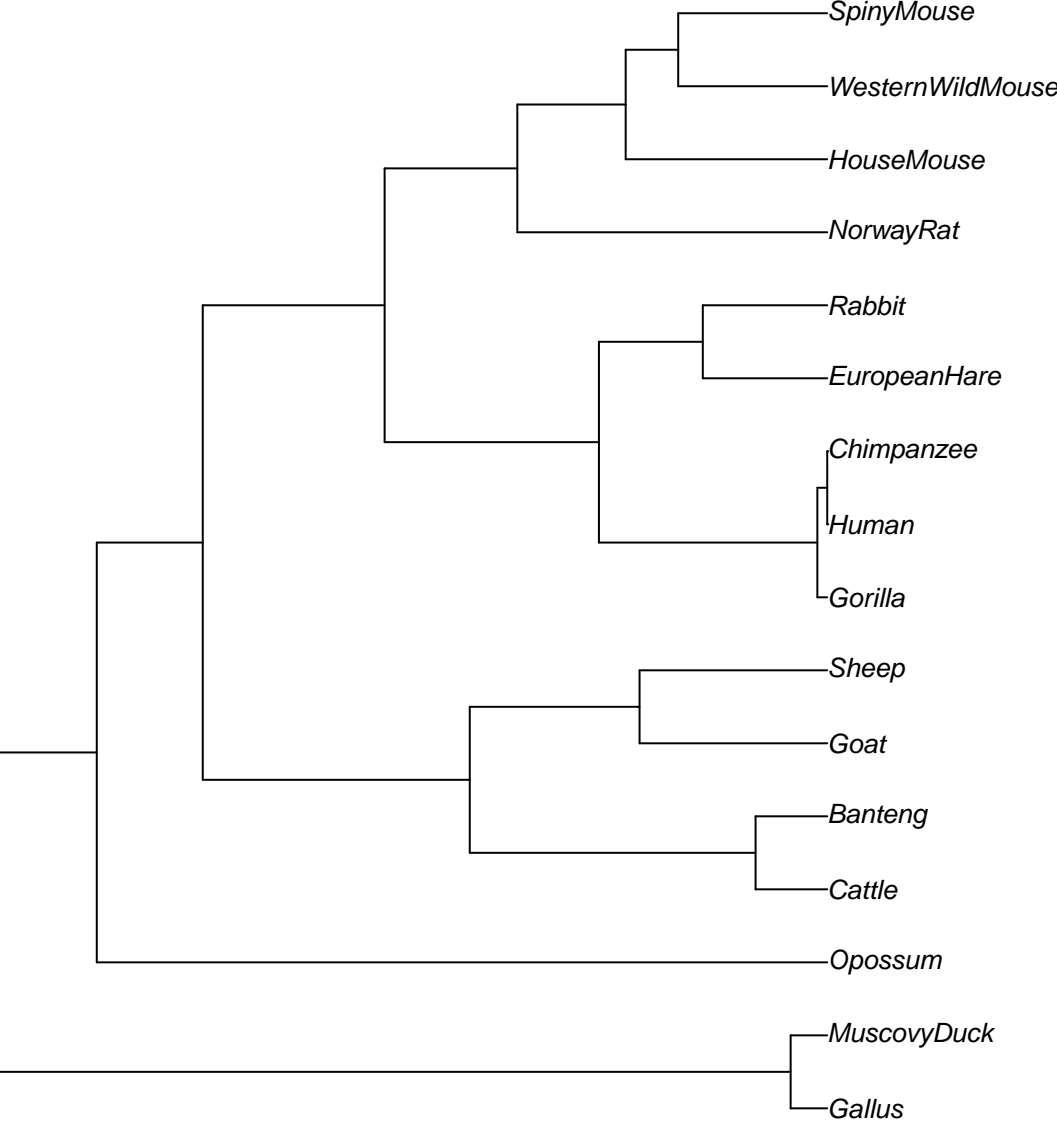 SpinyMouse
WesternWildMouse
HouseMouse
NorwayRat
Rabbit
EuropeanHare
Chimpanzee
Human
Gorilla
Sheep
Goat
Banteng
Cattle
Opossum
MuscovyDuck
Gallus